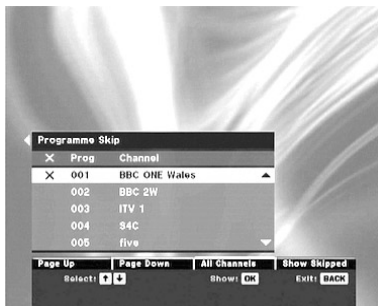 Programme Skip
X Prog Channel
X 001 BBC ONE Wales
002 BBC 2W
003 ITV 1
004 S4C
005 five
Page Up Page Down All Channels Show Skipped
Select: Show: OK Exit: BACK